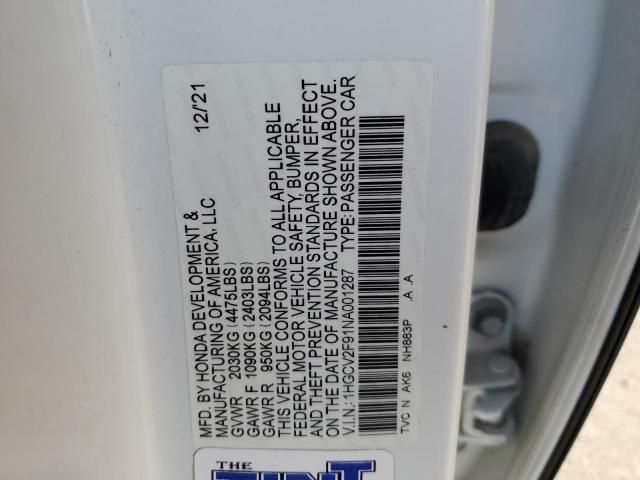 MFD. BY HONDA DEVELOPMENT & 12/'21
MANUFACTURING OF AMERICA, LLC
GVWR 2030KG (4475LBS)
GAWR F 1090KG (2403LBS)
GAWR R 950KG (2094LBS)
THIS VEHICLE CONFORMS TO ALL APPLICABLE
FEDERAL MOTOR VEHICLE SAFETY, BUMPER,
AND THEFT PREVENTION STANDARDS IN EFFECT
ON THE DATE OF MANUFACTURE SHOWN ABOVE.
V.I.N.: 1HGCV2F91NA001287 TYPE: PASSENGER CAR
TVC N AK6 NH883P .A .A
THE
TINT